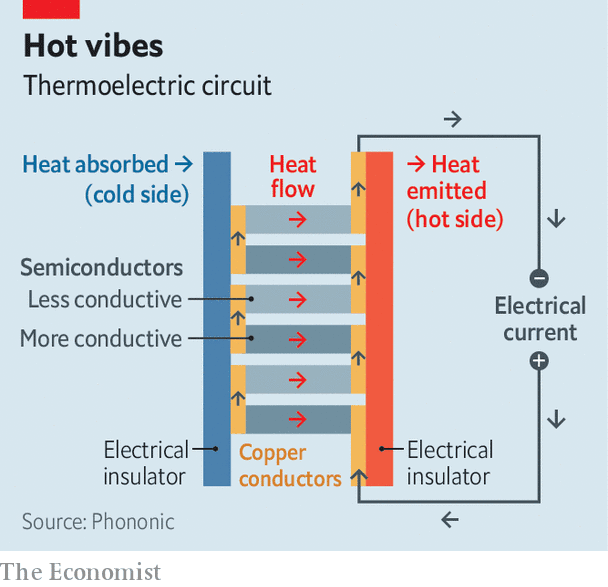 Hot vibes
Thermoelectric circuit
Heat absorbed →
(cold side)
Heat
flow
→ Heat
emitted
(hot side)
Semiconductors
Less conductive
More conductive
−
Electrical
current
+
Electrical
insulator
Copper
conductors
Electrical
insulator
Source: Phononic
The Economist